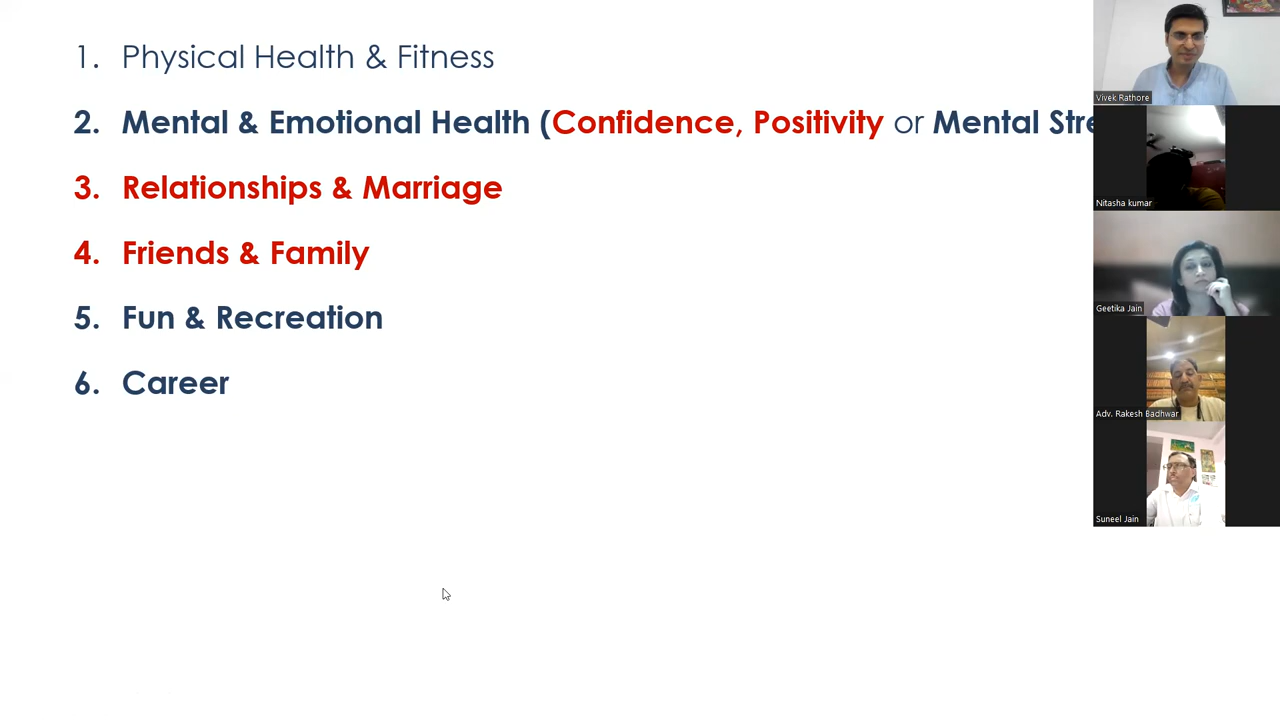 1. Physical Health & Fitness
2. Mental & Emotional Health (Confidence, Positivity or Mental Stre
3. Relationships & Marriage
4. Friends & Family
5. Fun & Recreation
6. Career
Vivek Rathore
Nitasha kumar
Geetika Jain
Adv. Rakesh Badhwar
Suneel Jain